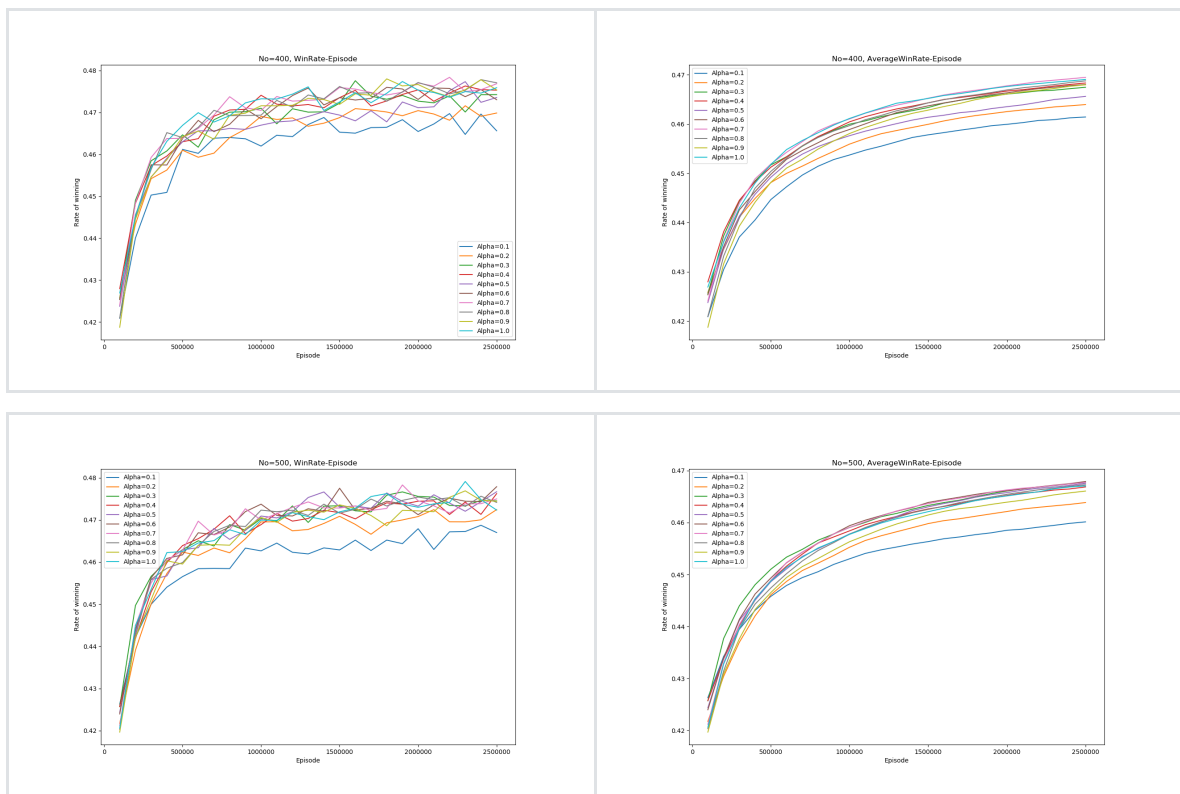 No=400, WinRate-Episode
0.48
0.47
0.46
0.45
0.44
0.43
0.42
Rate of winning
Alpha=0.1
Alpha=0.2
Alpha=0.3
Alpha=0.4
Alpha=0.5
Alpha=0.6
Alpha=0.7
Alpha=0.8
Alpha=0.9
Alpha=1.0
0 500000 1000000 1500000 2000000 2500000
Episode
No=400, AverageWinRate-Episode
0.47
0.46
0.45
0.44
0.43
0.42
Rate of winning
Alpha=0.1
Alpha=0.2
Alpha=0.3
Alpha=0.4
Alpha=0.5
Alpha=0.6
Alpha=0.7
Alpha=0.8
Alpha=0.9
Alpha=1.0
0 500000 1000000 1500000 2000000 2500000
Episode
No=500, WinRate-Episode
0.48
0.47
0.46
0.45
0.44
0.43
0.42
Rate of winning
Alpha=0.1
Alpha=0.2
Alpha=0.3
Alpha=0.4
Alpha=0.5
Alpha=0.6
Alpha=0.7
Alpha=0.8
Alpha=0.9
Alpha=1.0
0 500000 1000000 1500000 2000000 2500000
Episode
No=500, AverageWinRate-Episode
0.47
0.46
0.45
0.44
0.43
0.42
Rate of winning
Alpha=0.1
Alpha=0.2
Alpha=0.3
Alpha=0.4
Alpha=0.5
Alpha=0.6
Alpha=0.7
Alpha=0.8
Alpha=0.9
Alpha=1.0
0 500000 1000000 1500000 2000000 2500000
Episode